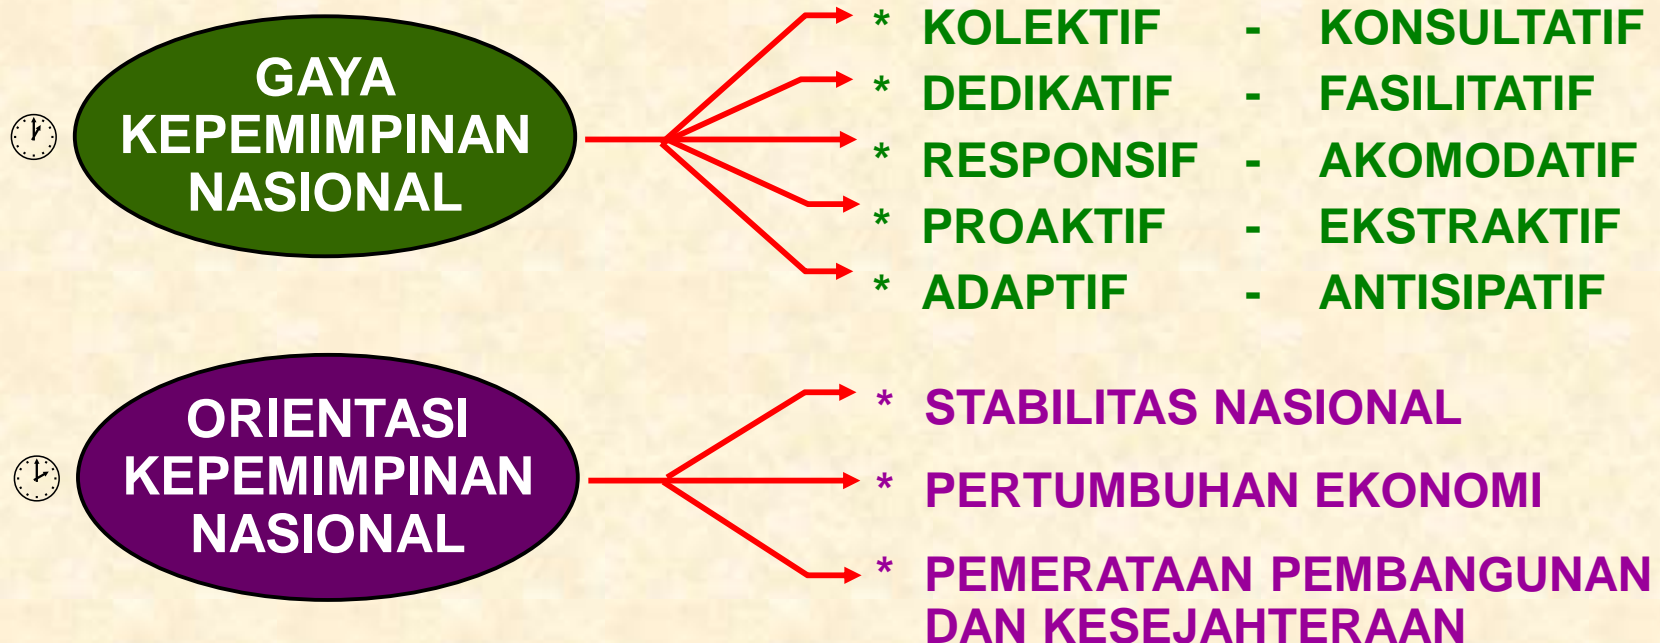 GAYA
KEPEMIMPINAN
NASIONAL
* KOLEKTIF - KONSULTATIF
* DEDIKATIF - FASILITATIF
* RESPONSIF - AKOMODATIF
* PROAKTIF - EKSTRAKTIF
* ADAPTIF - ANTISIPATIF
ORIENTASI
KEPEMIMPINAN
NASIONAL
* STABILITAS NASIONAL
* PERTUMBUHAN EKONOMI
* PEMERATAAN PEMBANGUNAN
DAN KESEJAHTERAAN